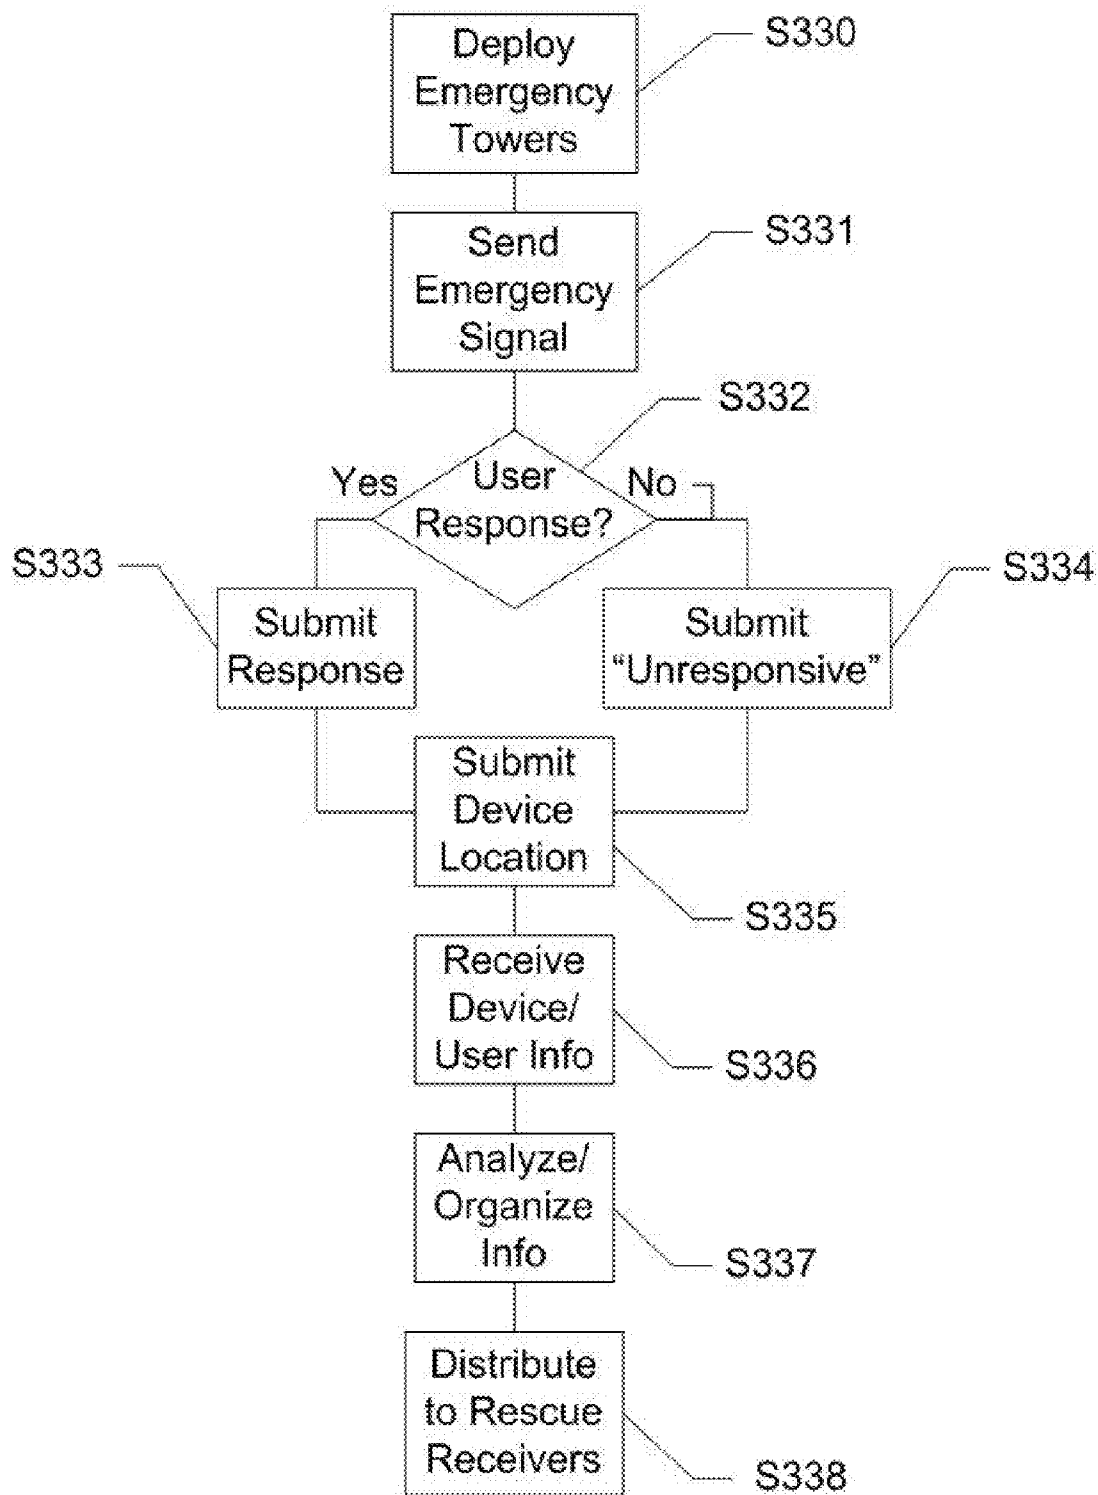 Deploy
Emergency
Towers
S330
Send
Emergency
Signal
S331
S332
Yes
User
Response?
No
S333
Submit
Response
Submit
“Unresponsive”
S334
Submit
Device
Location
S335
Receive
Device/
User Info
S336
Analyze/
Organize
Info
S337
Distribute
to Rescue
Receivers
S338